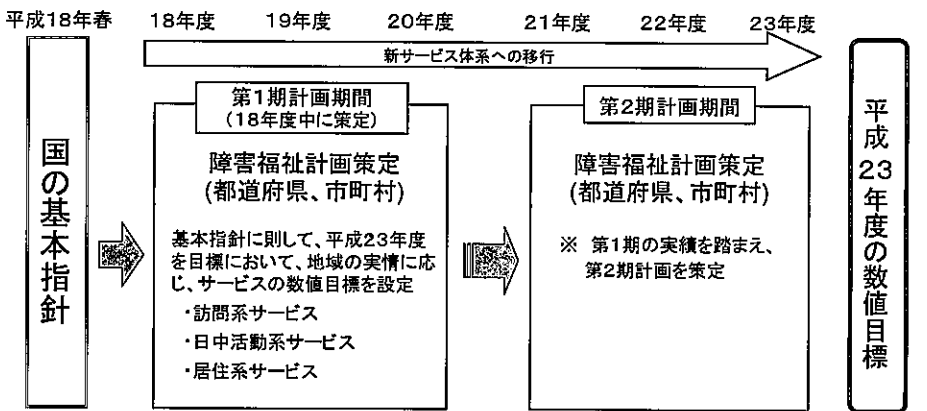 平成18年春 18年度 19年度 20年度 21年度 22年度 23年度
新サービス体系への移行
国の基本指針
第1期計画期間
(18年度中に策定)
障害福祉計画策定
(都道府県、市町村)
基本指針に則して、平成23年度
を目標において、地域の実情に応
じ、サービスの数値目標を設定
・訪問系サービス
・日中活動系サービス
・居住系サービス
第2期計画期間
障害福祉計画策定
(都道府県、市町村)
※ 第1期の実績を踏まえ、
第2期計画を策定
平成23年度の数値目標